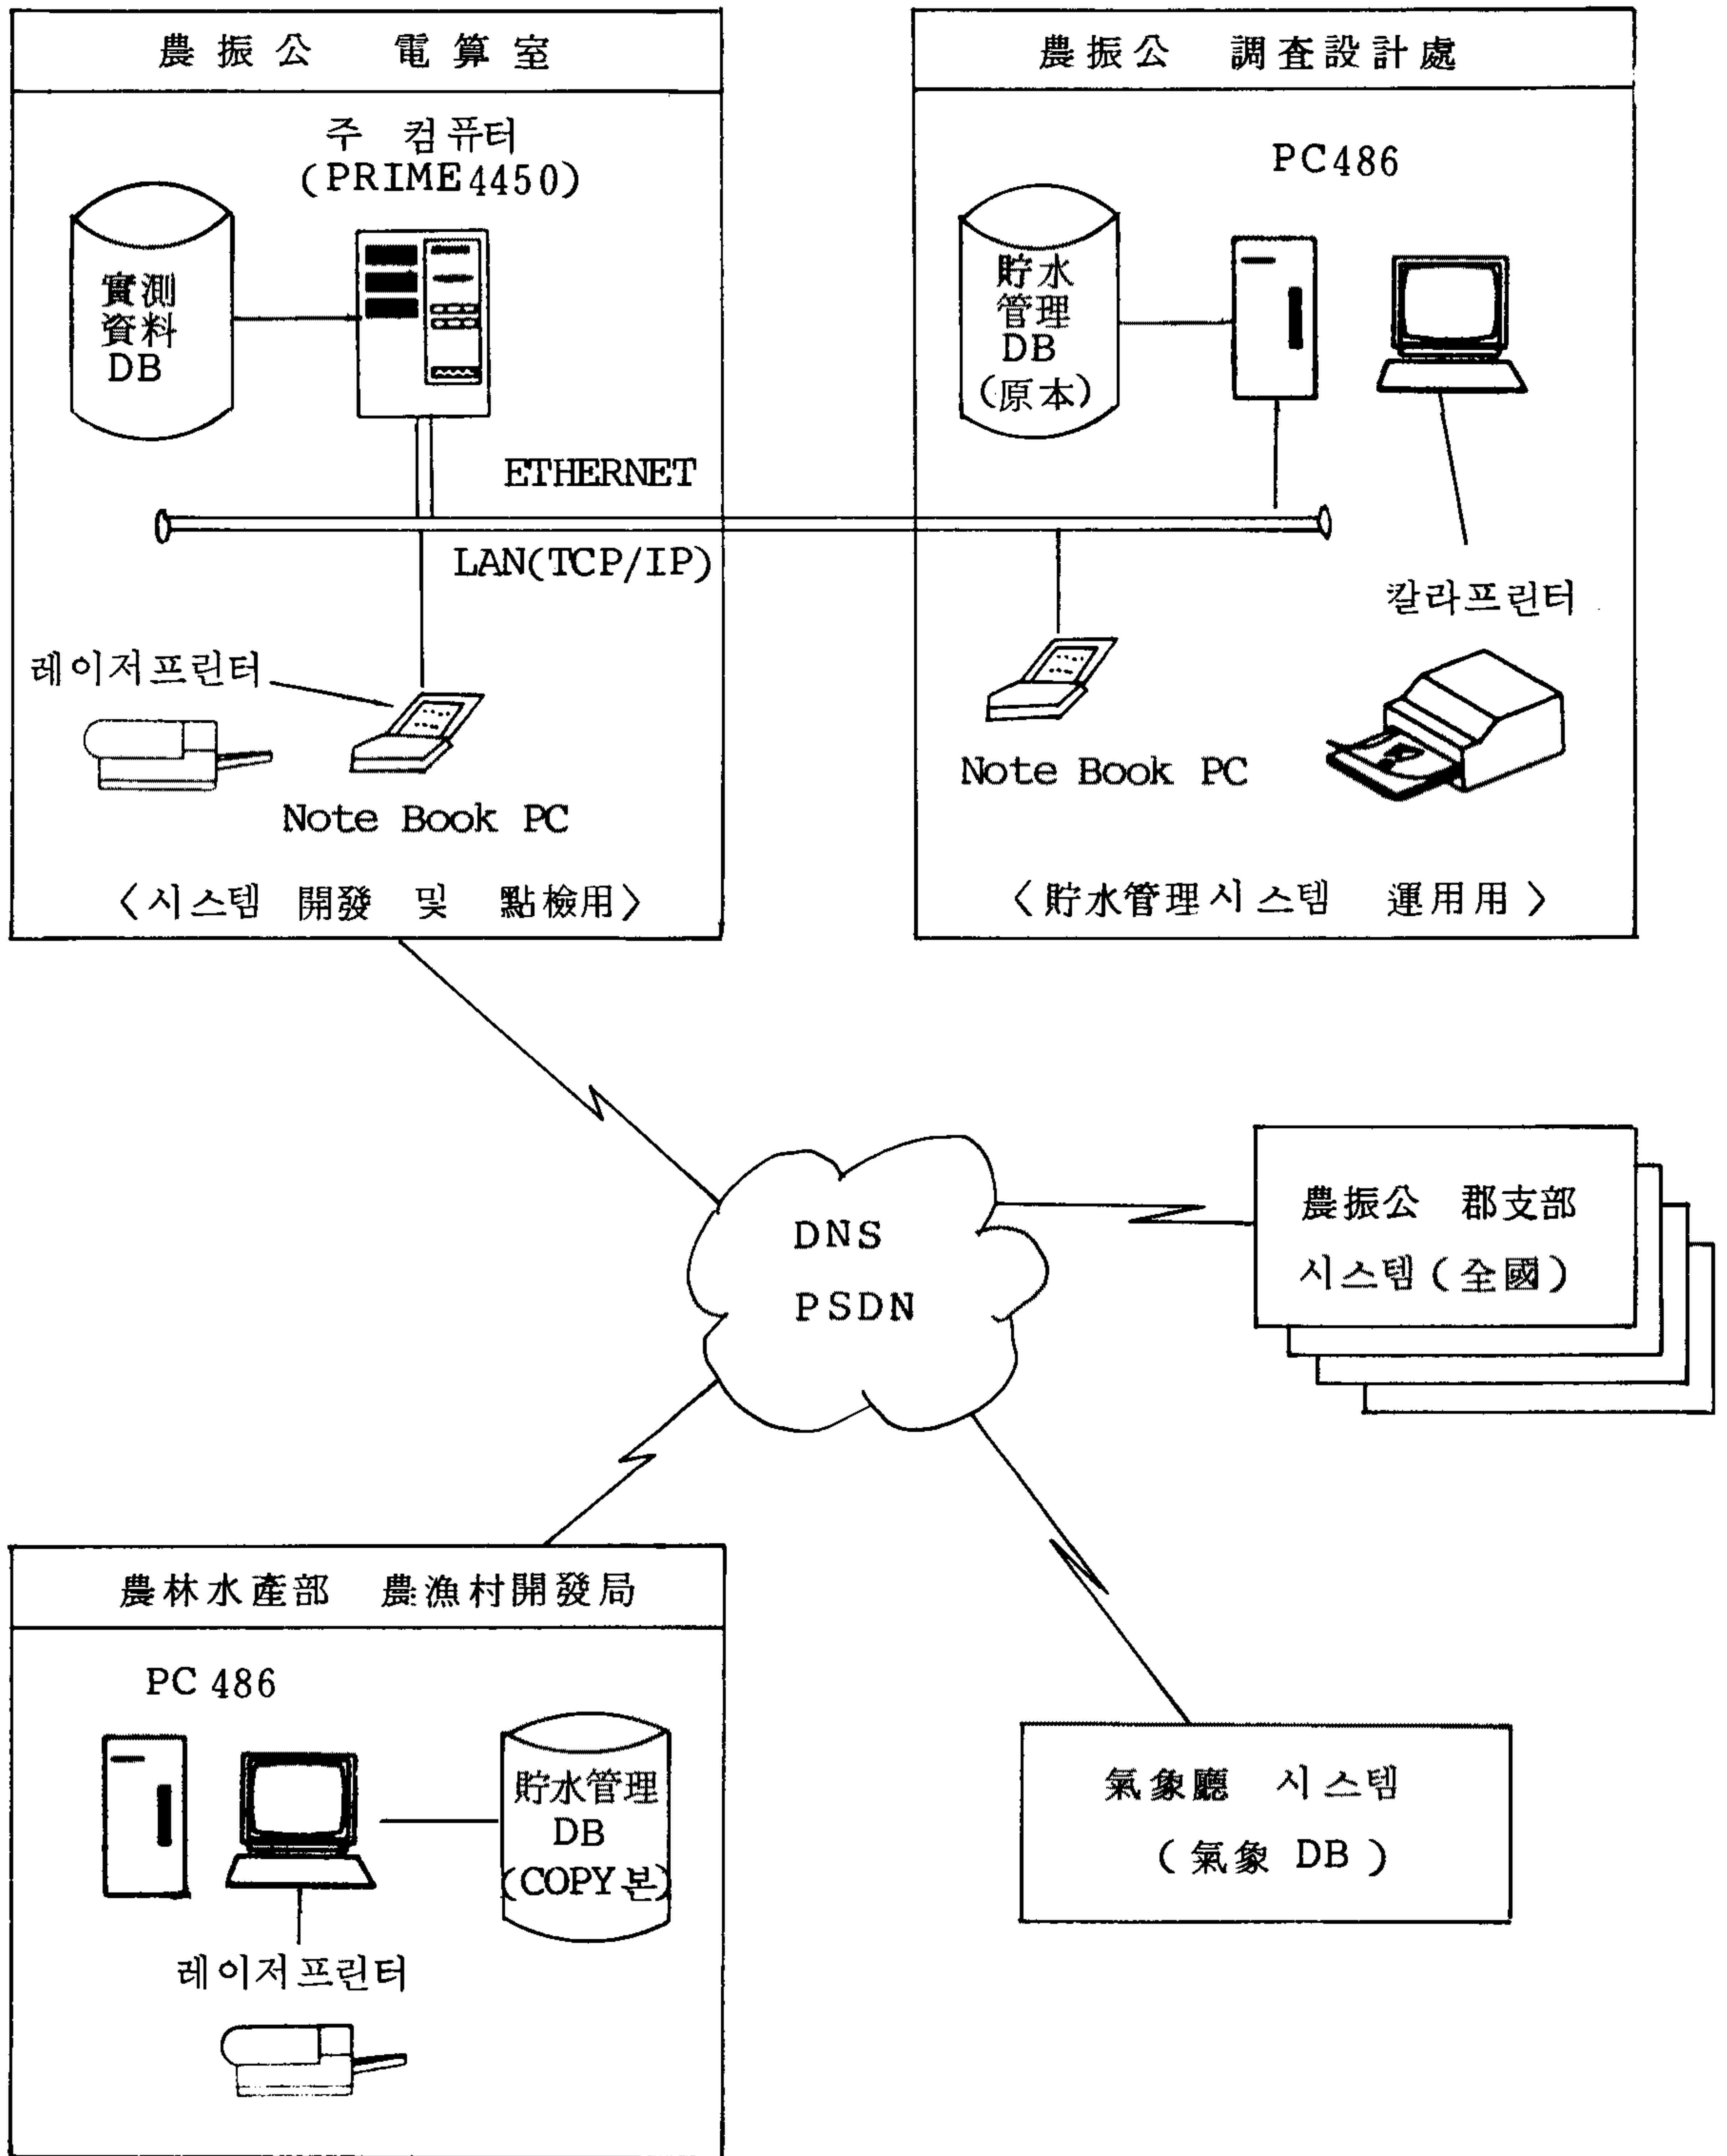 農振公 電算室
주 컴퓨터
(PRIME4450)
實測
資料
DB
ETHERNET
LAN(TCP/IP)
레이저프린터
Note Book PC
〈시스템 開發 및 點檢用〉
農振公 調査設計處
PC486
貯水
管理
DB
(原本)
칼라프린터
Note Book PC
〈貯水管理시스템 運用用〉
DNS
PSDN
農振公 郡支部
시스템(全國)
農林水產部 農漁村開發局
PC 486
貯水管理
DB
(COPY본)
레이저프린터
氣象廳 시스템
(氣象 DB)